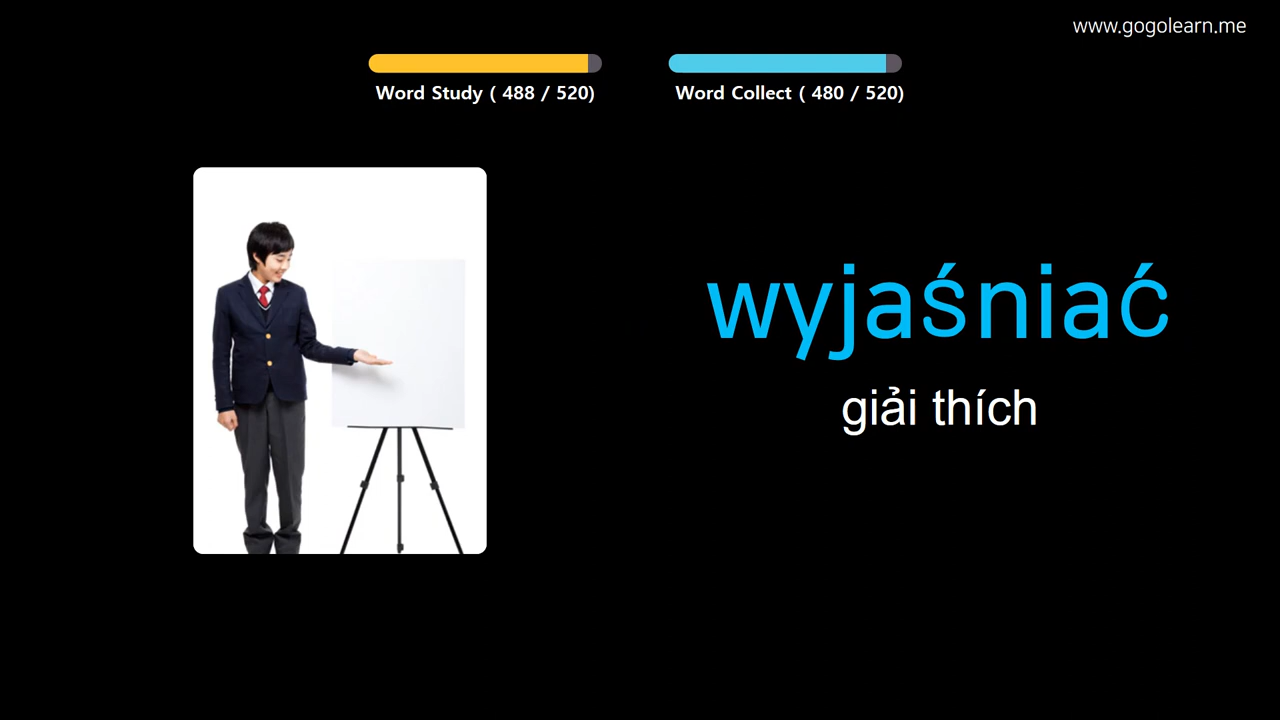 www.gogolearn.me
Word Study ( 488 / 520)
Word Collect ( 480 / 520)
wyjaśniać
giải thích